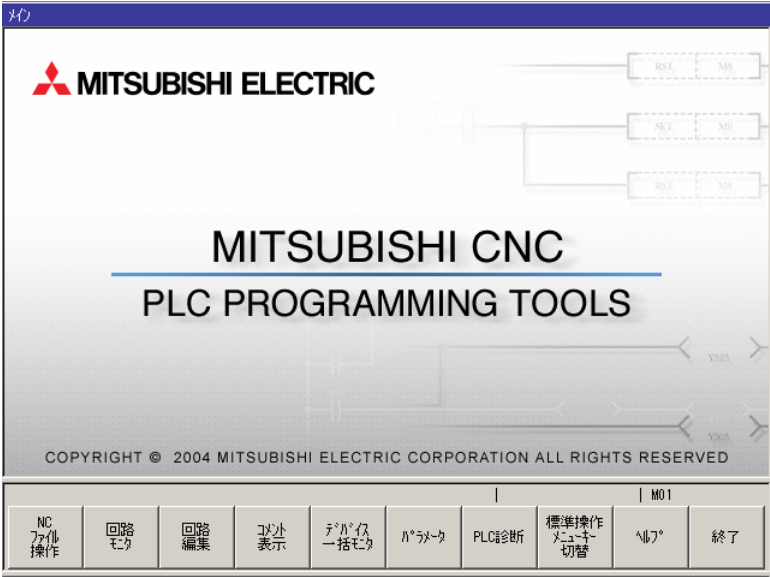 ﾒｲﾝ
RST M8
MITSUBISHI ELECTRIC
SET M6
RST M8
MITSUBISHI CNC
PLC PROGRAMMING TOOLS
Y325
Y305
COPYRIGHT © 2004 MITSUBISHI ELECTRIC CORPORATION ALL RIGHTS RESERVED
| | M01
NC
ﾌｧｲﾙ
操作
回路
ﾓﾆﾀ
回路
編集
ｺﾒﾝﾄ
表示
ﾃﾞﾊﾞｲｽ
一括ﾓﾆﾀ
ﾊﾟﾗﾒｰﾀ
PLC診断
標準操作
ﾒﾆｭｰｷｰ
切替
ﾍﾙﾌﾟ
終了